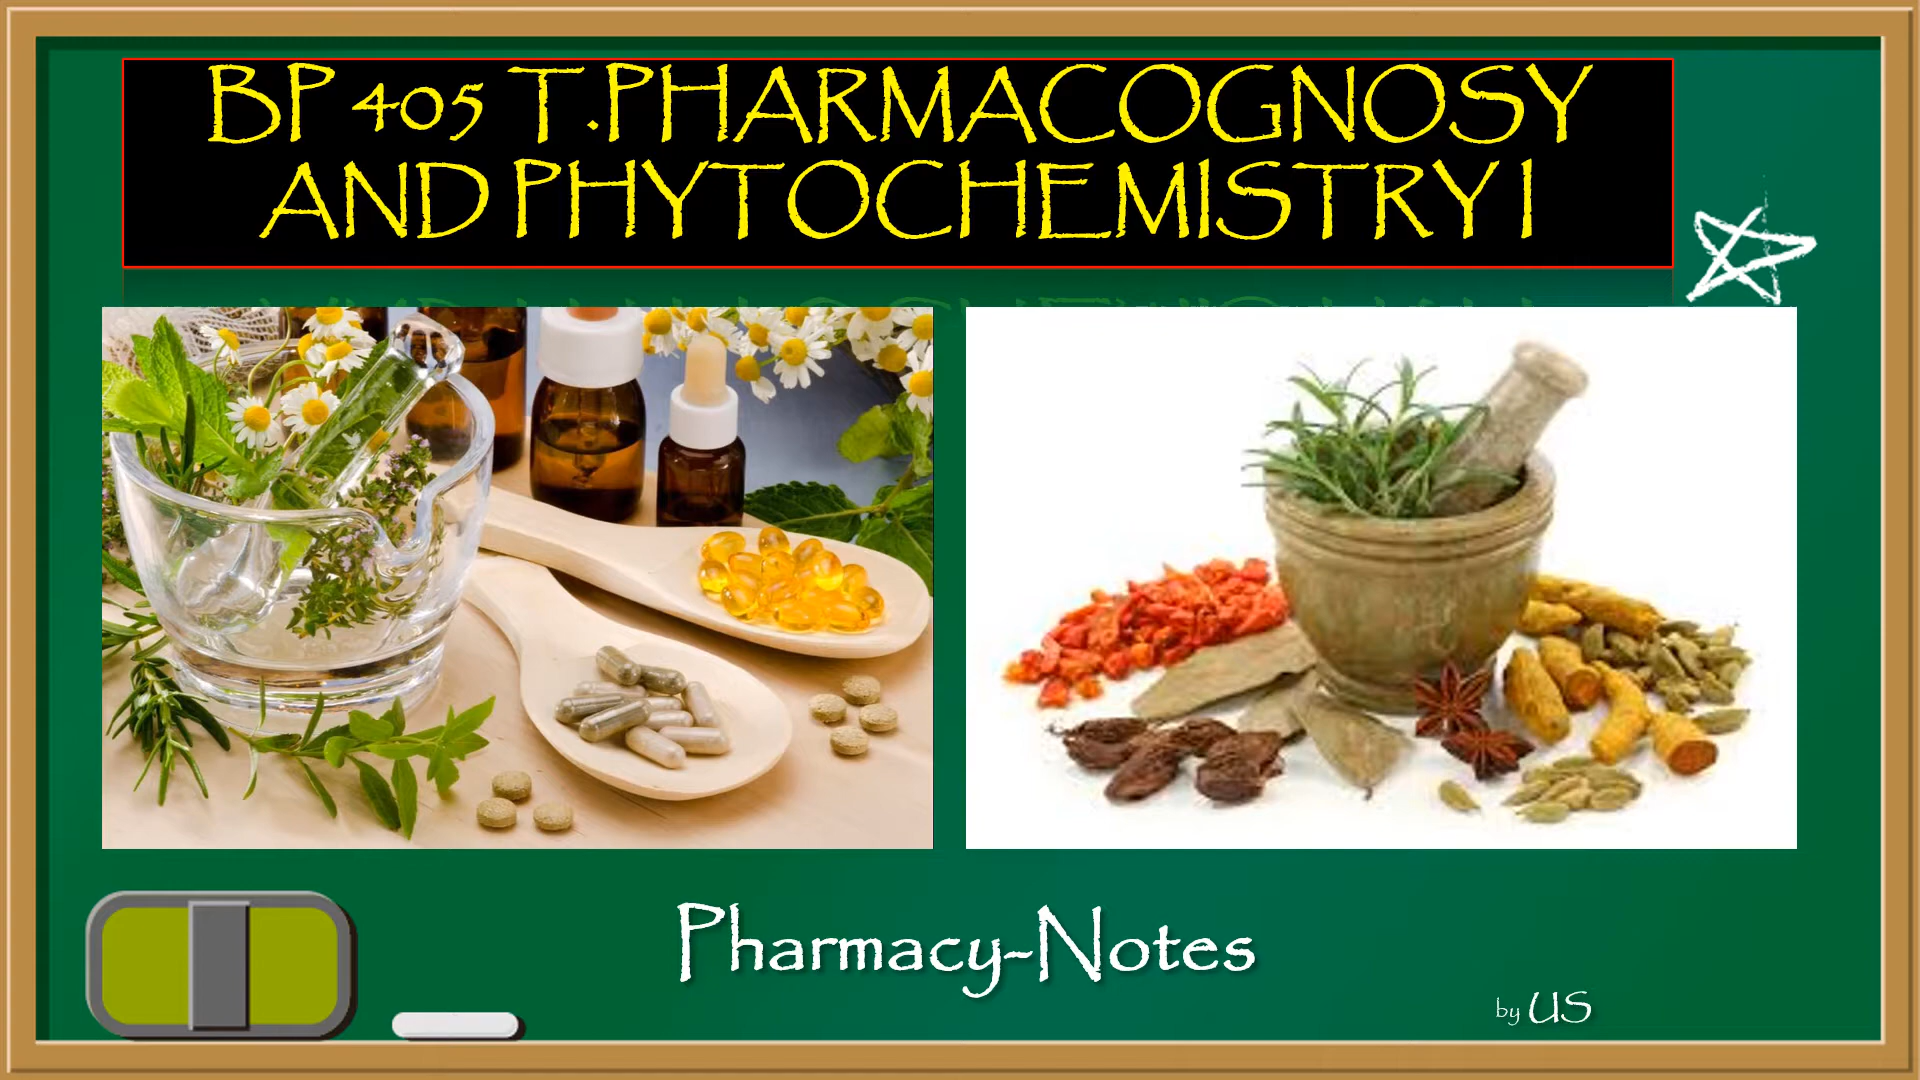 BP 405 T.PHARMACOGNOSY
AND PHYTOCHEMISTRY I
Pharmacy-Notes
by US